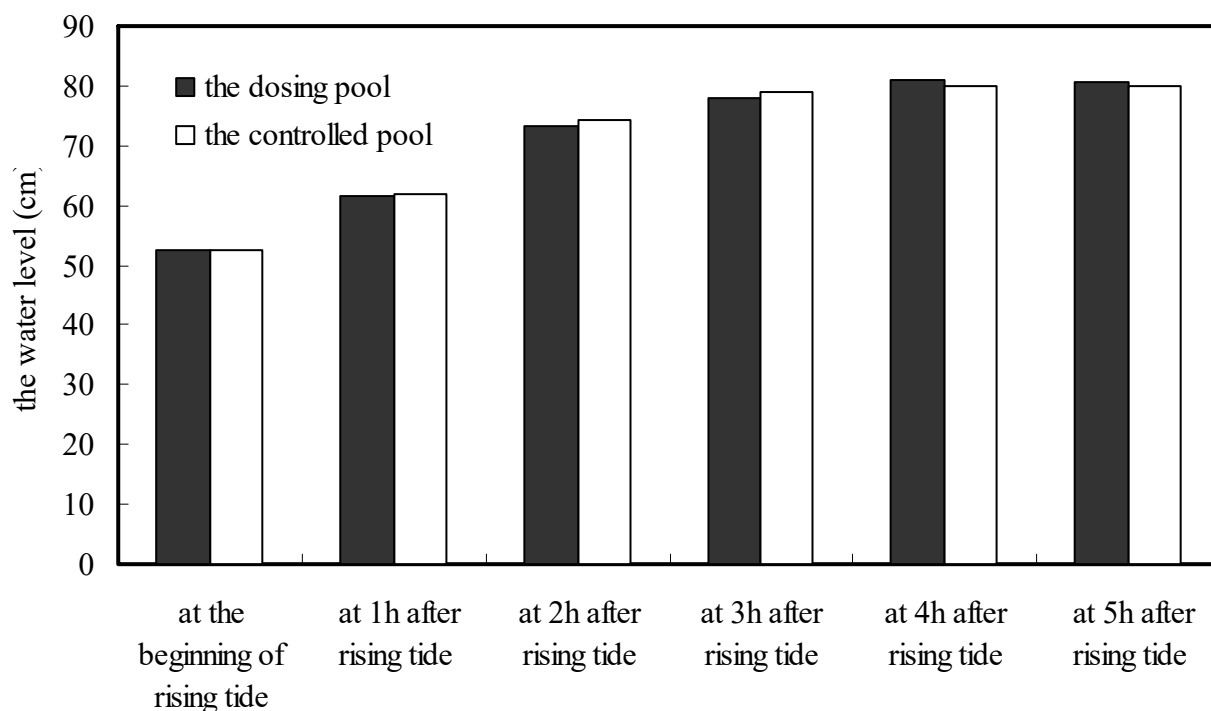 90
80
70
60
50
40
30
20
10
0
the water level (cm)
the dosing pool
the controlled pool
at the
beginning of
rising tide
at 1h after
rising tide
at 2h after
rising tide
at 3h after
rising tide
at 4h after
rising tide
at 5h after
rising tide